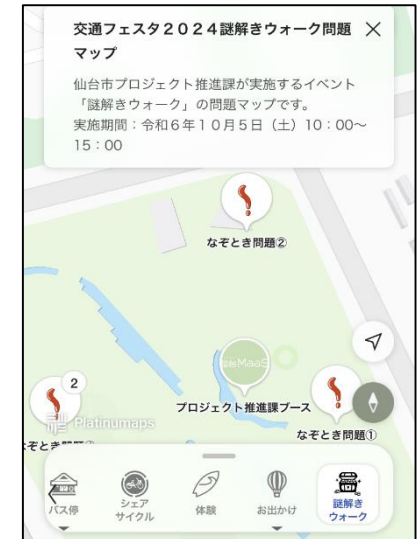 交通フェスタ２０２４謎解きウォーク問題
マップ
仙台市プロジェクト推進課が実施するイベント
「謎解きウォーク」の問題マップです。
実施期間：令和６年１０月５日（土）10：00〜
15：00
なぞとき問題②
MaaS
プロジェクト推進課ブース
2
Platinumaps
なぞとき問題①
バス停
シェア
サイクル
体験
お出かけ
謎解き
ウォーク